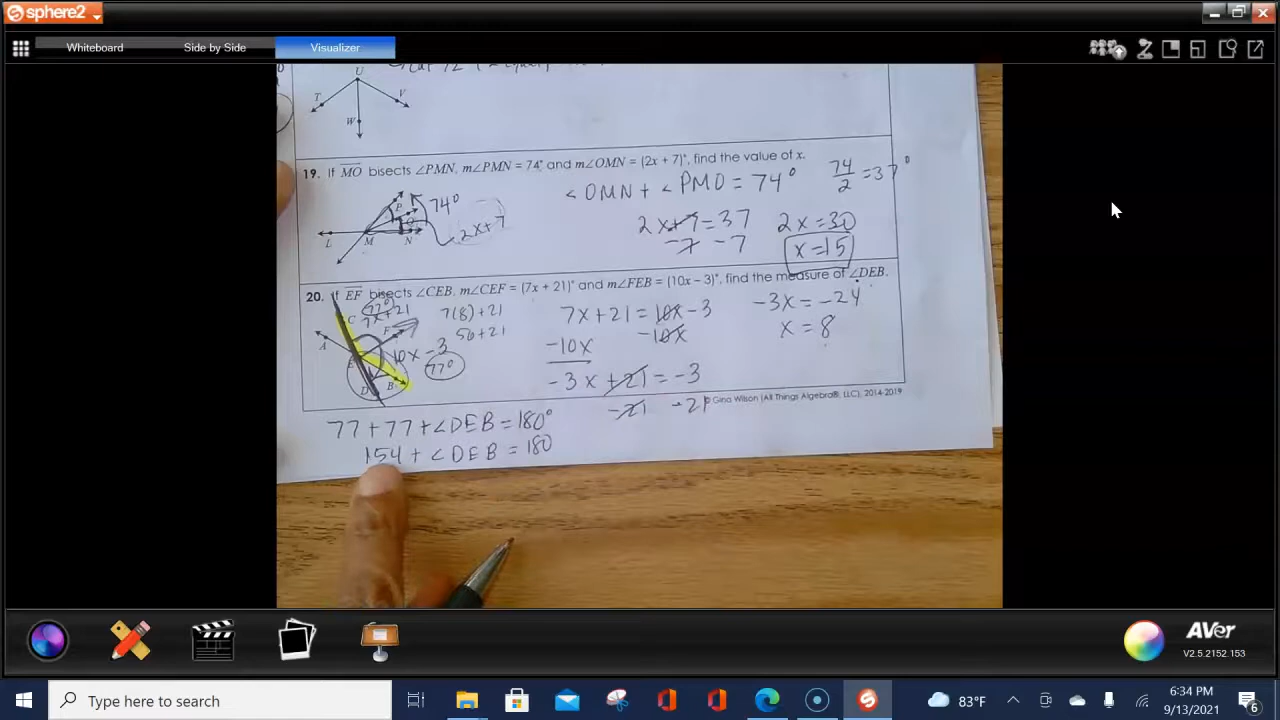 sphere2
Whiteboard Side by Side Visualizer
U
T
V
W
19. If MO bisects ∠PMN, m∠PMN = 74° and m∠OMN = (2x + 7)°, find the value of x.
∠OMN + ∠PMO = 74°
74/2 = 37°
P
74°
O
L
M
N
2x+7
2x+7 = 37
-7 -7
2x = 30
x = 15
20. If EF bisects ∠CEB, m∠CEF = (7x + 21)°, and m∠FEB = (10x – 3)°, find the measure of ∠DEB.
77°
C
7x+21
7(8)+21
56+21
A
F
E
10x-3
77°
D
B
7x+21 = 10x-3
-10x -10x
-3x+21 = -3
-21 -21
-3x = -24
x = 8
© Gina Wilson (All Things Algebra®, LLC), 2014-2019
77+77+∠DEB = 180°
154+∠DEB = 180
AVer
V2.5.2152.153
Type here to search
83°F
6:34 PM
9/13/2021
6